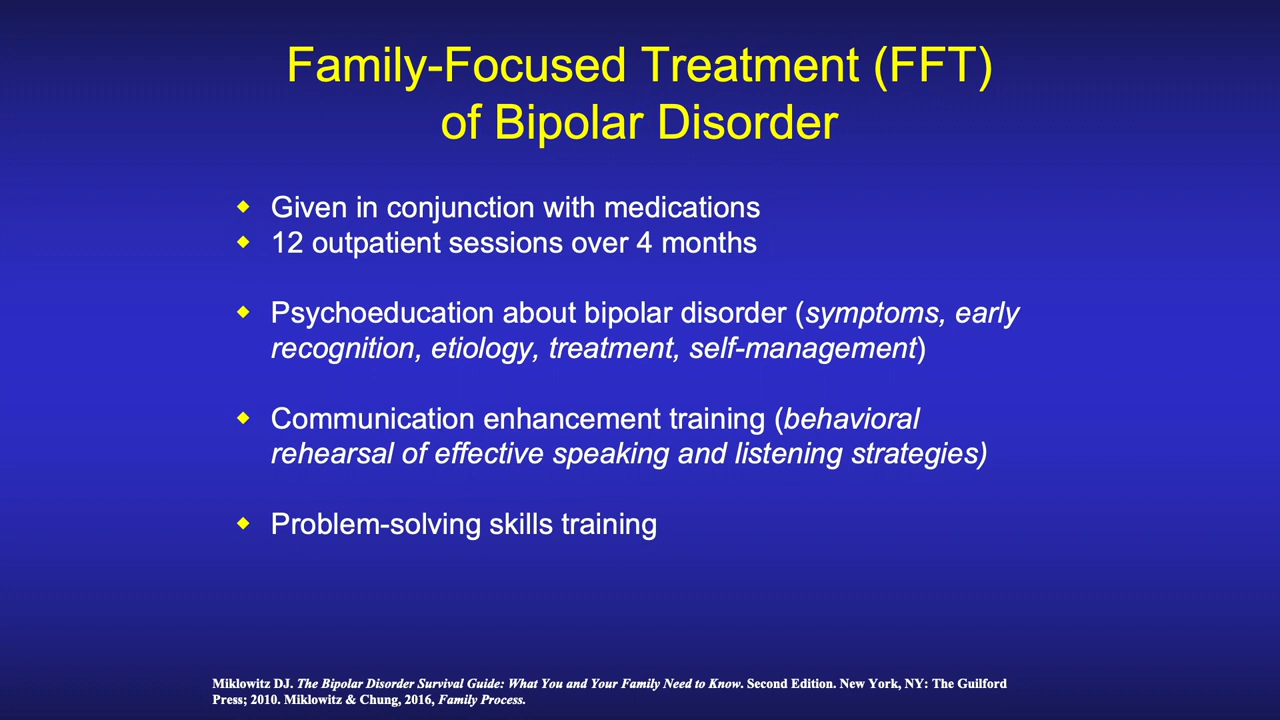 Family-Focused Treatment (FFT)
of Bipolar Disorder
Given in conjunction with medications
12 outpatient sessions over 4 months
Psychoeducation about bipolar disorder (symptoms, early
recognition, etiology, treatment, self-management)
Communication enhancement training (behavioral
rehearsal of effective speaking and listening strategies)
Problem-solving skills training
Miklowitz DJ. The Bipolar Disorder Survival Guide: What You and Your Family Need to Know. Second Edition. New York, NY: The Guilford
Press; 2010. Miklowitz & Chung, 2016, Family Process.